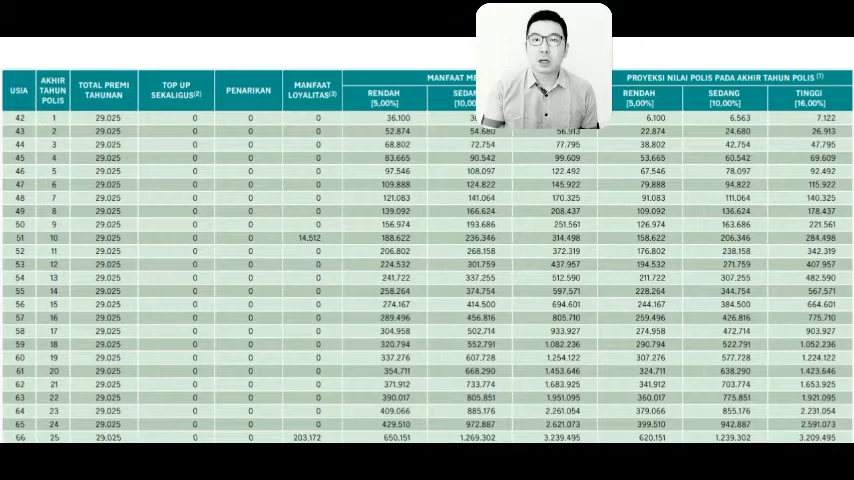 USIA AKHIR TAHUN POLIS TOTAL PREMI TAHUNAN TOP UP SEKALIGUS(2) PENARIKAN MANFAAT LOYALITAS(3) MANFAAT PROYEKSI NILAI POLIS PADA AKHIR TAHUN POLIS (1)
RENDAH [5,00%] SEDANG TINGGI [16,00%] RENDAH [5,00%] SEDANG [10,00%] TINGGI [16,00%]
42 1 29.025 0 0 0 36.100 6.100 6.563 7.122
43 2 29.025 0 0 0 52.874 54.680 56.913 22.874 24.680 26.913
44 3 29.025 0 0 0 68.802 72.754 77.795 38.802 42.754 47.795
45 4 29.025 0 0 0 83.665 90.542 99.609 53.665 60.542 69.609
46 5 29.025 0 0 0 97.546 108.097 122.492 67.546 78.097 92.492
47 6 29.025 0 0 0 109.888 124.822 145.922 79.888 94.822 115.922
48 7 29.025 0 0 0 121.083 141.064 170.325 91.083 111.064 140.325
49 8 29.025 0 0 0 139.092 166.624 208.437 109.092 136.624 178.437
50 9 29.025 0 0 0 156.974 193.686 251.561 126.974 163.686 221.561
51 10 29.025 0 0 14.512 188.622 236.346 314.498 158.622 206.346 284.498
52 11 29.025 0 0 0 206.802 268.158 372.319 176.802 238.158 342.319
53 12 29.025 0 0 0 224.532 301.759 437.957 194.532 271.759 407.957
54 13 29.025 0 0 0 241.722 337.255 512.590 211.722 307.255 482.590
55 14 29.025 0 0 0 258.264 374.754 597.571 228.264 344.754 567.571
56 15 29.025 0 0 0 274.167 414.500 694.601 244.167 384.500 664.601
57 16 29.025 0 0 0 289.496 456.816 805.710 259.496 426.816 775.710
58 17 29.025 0 0 0 304.958 502.714 933.927 274.958 472.714 903.927
59 18 29.025 0 0 0 320.794 552.791 1.082.236 290.794 522.791 1.052.236
60 19 29.025 0 0 0 337.276 607.728 1.254.122 307.276 577.728 1.224.122
61 20 29.025 0 0 0 354.711 668.290 1.453.646 324.711 638.290 1.423.646
62 21 29.025 0 0 0 371.912 733.774 1.683.925 341.912 703.774 1.653.925
63 22 29.025 0 0 0 390.017 805.851 1.951.095 360.017 775.851 1.921.095
64 23 29.025 0 0 0 409.066 885.176 2.261.054 379.066 855.176 2.231.054
65 24 29.025 0 0 0 429.510 972.887 2.621.073 399.510 942.887 2.591.073
66 25 29.025 0 0 203.172 650.151 1.269.302 3.239.495 620.151 1.239.302 3.209.495